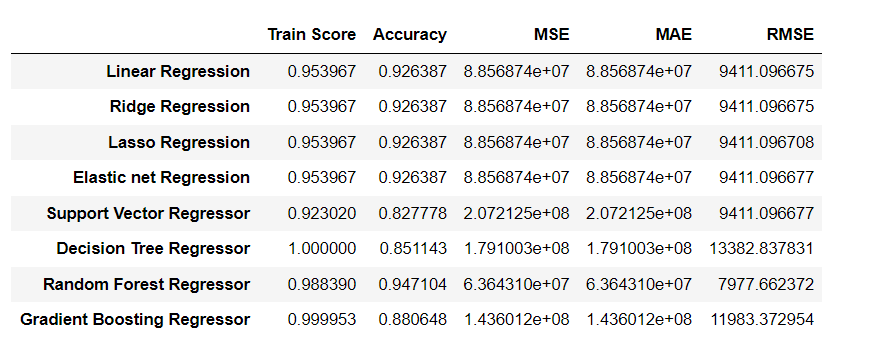 Train Score Accuracy MSE MAE RMSE
Linear Regression 0.953967 0.926387 8.856874e+07 8.856874e+07 9411.096675
Ridge Regression 0.953967 0.926387 8.856874e+07 8.856874e+07 9411.096675
Lasso Regression 0.953967 0.926387 8.856874e+07 8.856874e+07 9411.096708
Elastic net Regression 0.953967 0.926387 8.856874e+07 8.856874e+07 9411.096677
Support Vector Regressor 0.923020 0.827778 2.072125e+08 2.072125e+08 9411.096677
Decision Tree Regressor 1.000000 0.851143 1.791003e+08 1.791003e+08 13382.837831
Random Forest Regressor 0.988390 0.947104 6.364310e+07 6.364310e+07 7977.662372
Gradient Boosting Regressor 0.999953 0.880648 1.436012e+08 1.436012e+08 11983.372954